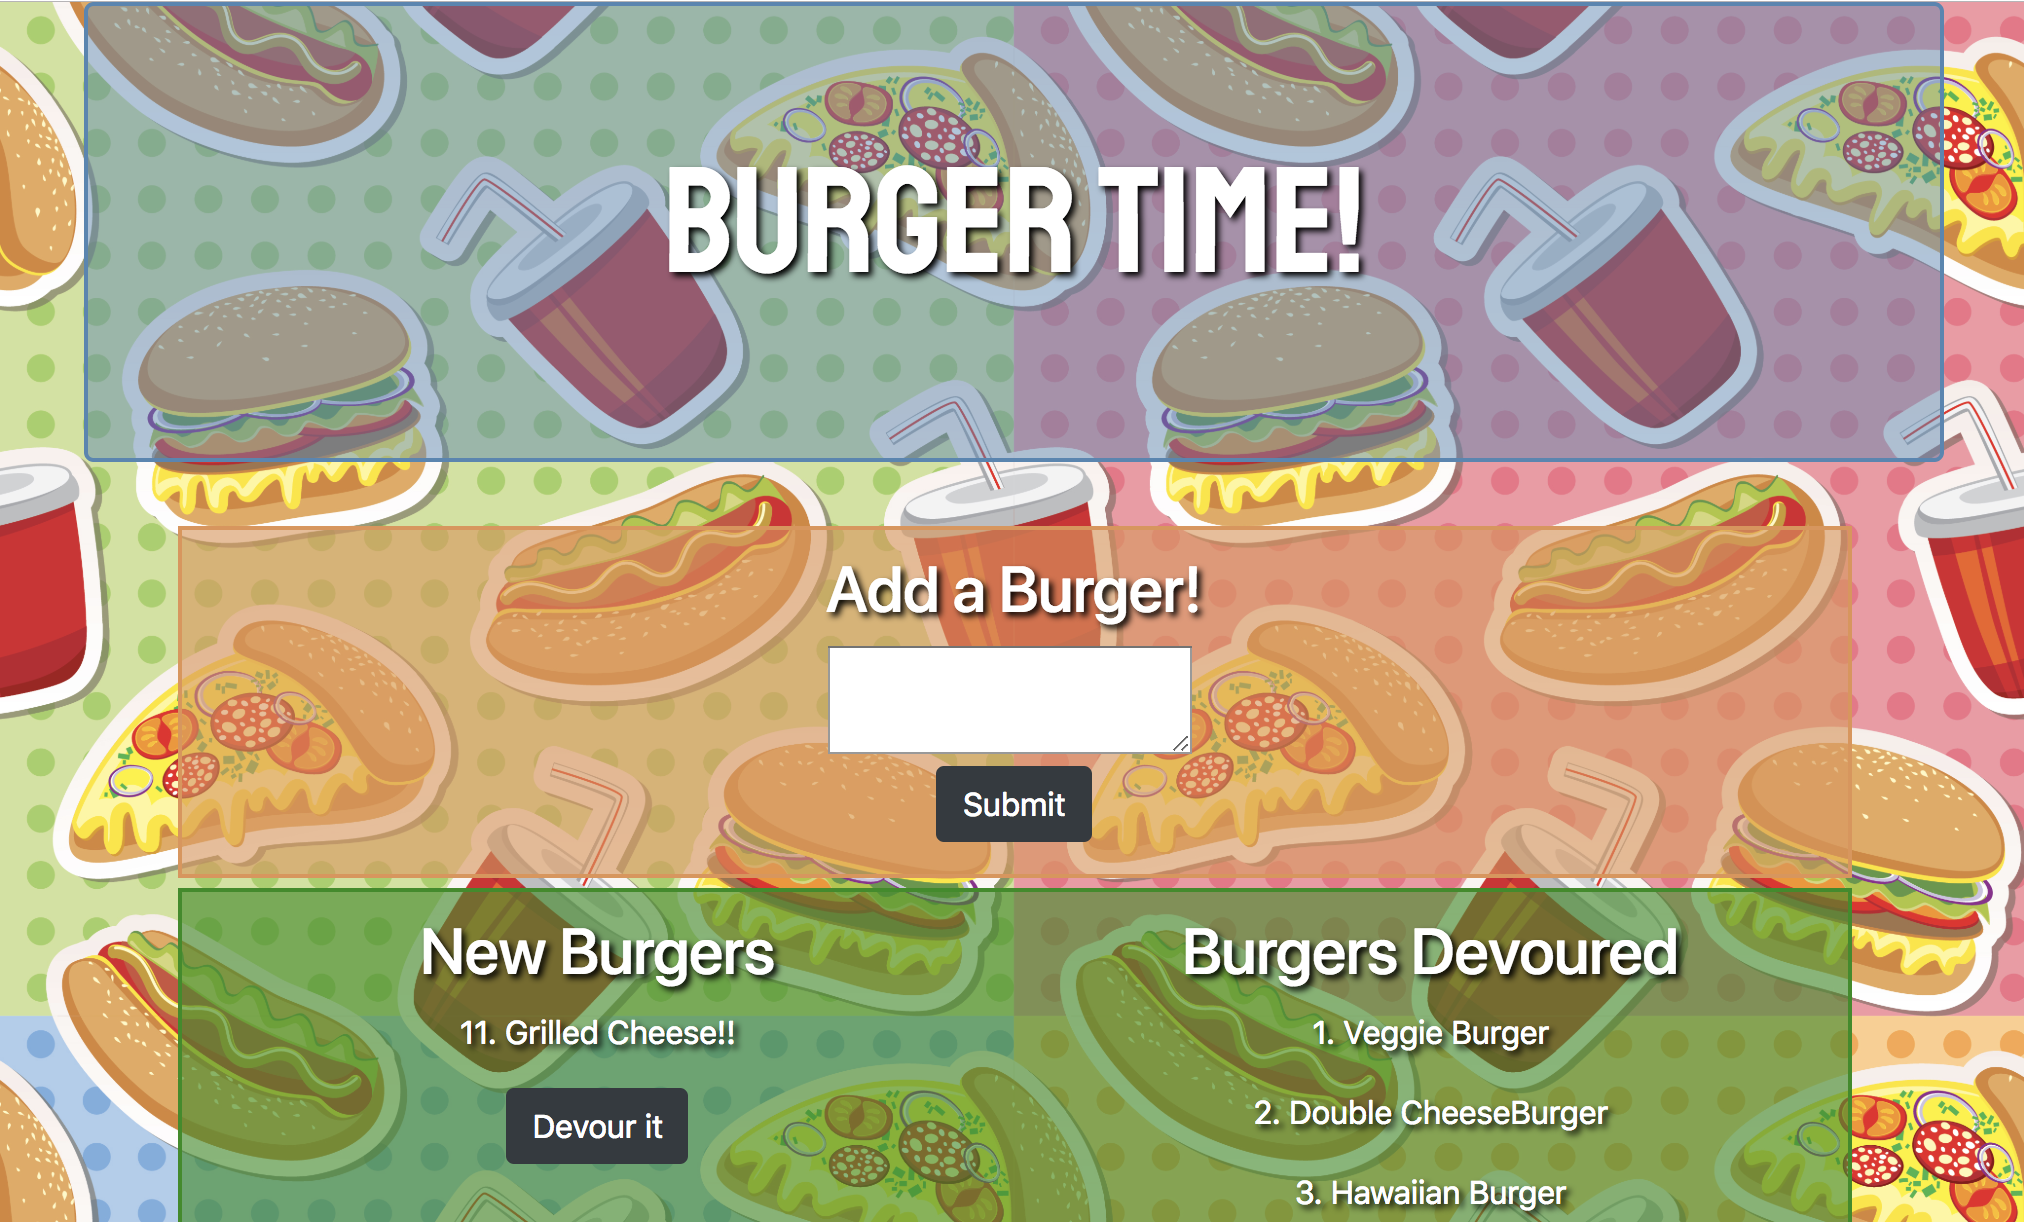 BURGER TIME!
Add a Burger!
Submit
New Burgers
11. Grilled Cheese!!
Devour it
Burgers Devoured
1. Veggie Burger
2. Double CheeseBurger
3. Hawaiian Burger